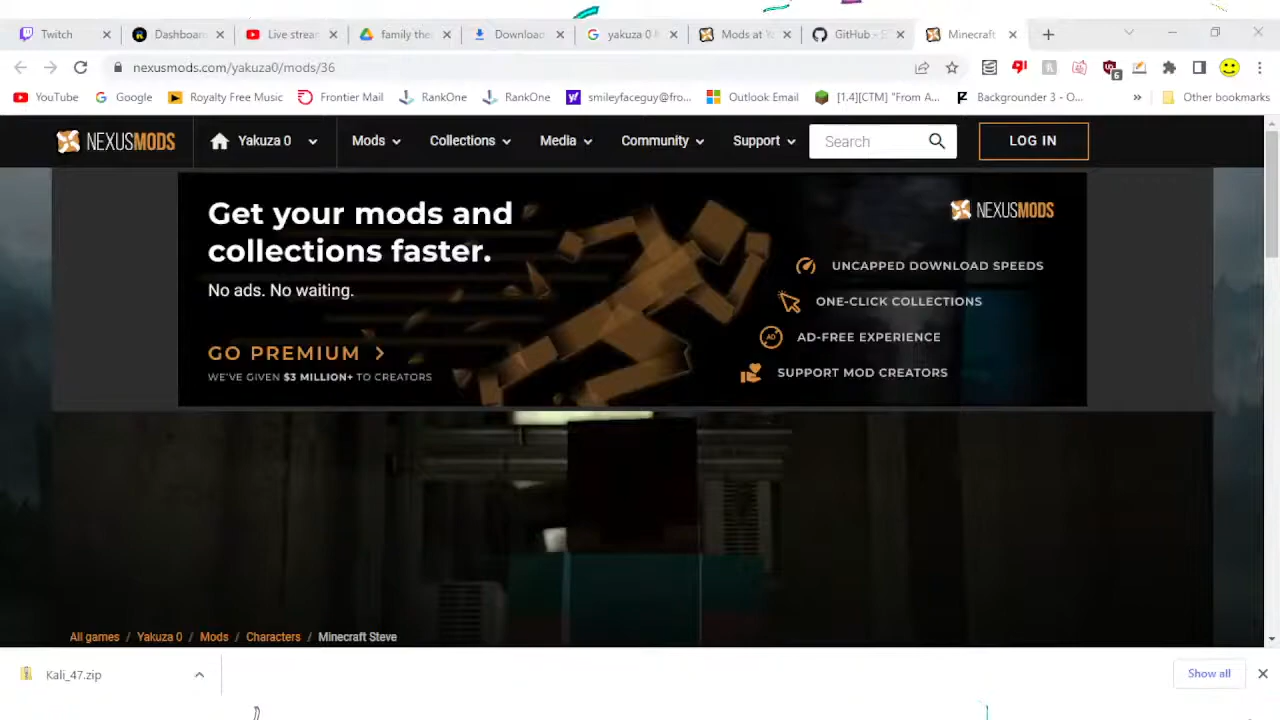 Twitch
Dashboard
Live strea
family the
Download
yakuza 0
Mods at Y
GitHub - S
Minecraft
nexusmods.com/yakuza0/mods/36
6
YouTube
Google
Royalty Free Music
Frontier Mail
RankOne
RankOne
smileyfaceguy@fro...
Outlook Email
[1.4][CTM] "From A...
Backgrounder 3 - O...
»
Other bookmarks
NEXUSMODS
Yakuza 0
Mods
Collections
Media
Community
Support
Search
LOG IN
Get your mods and
collections faster.
No ads. No waiting.
GO PREMIUM >
WE'VE GIVEN $3 MILLION+ TO CREATORS
NEXUSMODS
UNCAPPED DOWNLOAD SPEEDS
ONE-CLICK COLLECTIONS
AD
AD-FREE EXPERIENCE
SUPPORT MOD CREATORS
All games / Yakuza 0 / Mods / Characters / Minecraft Steve
Kali_47.zip
Show all